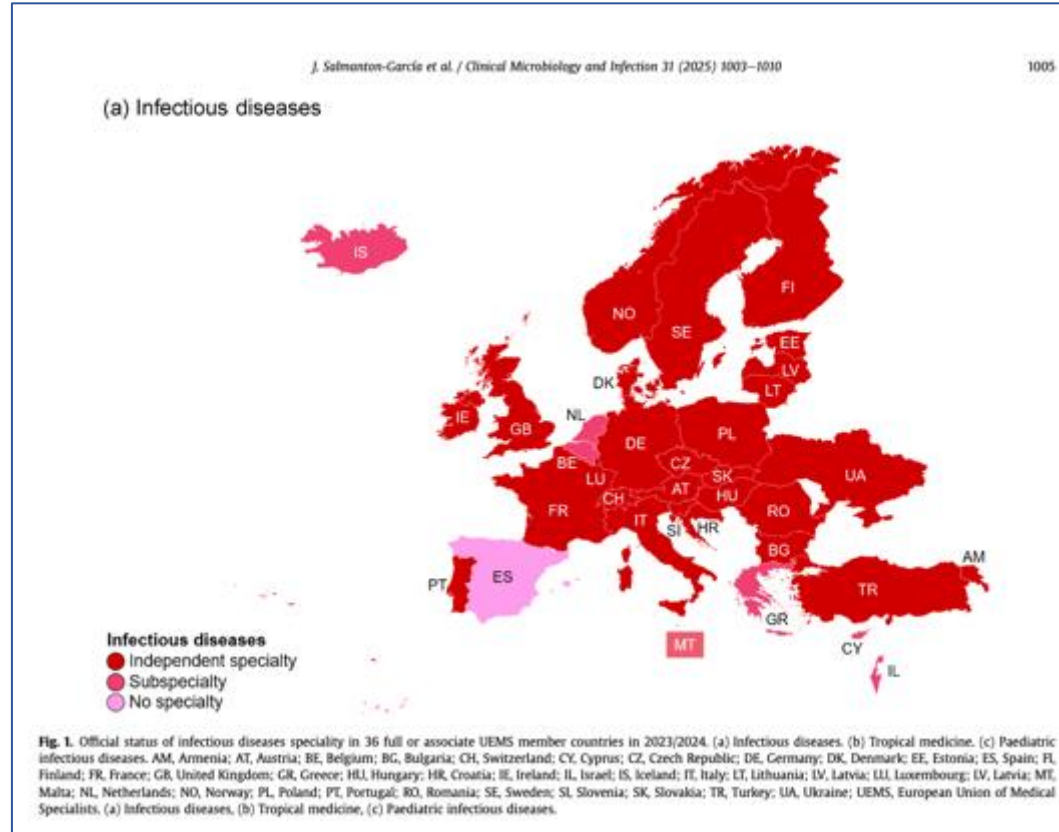 J. Salmanton-García et al. / Clinical Microbiology and Infection 31 (2025) 1003–1010 1005
(a) Infectious diseases
IS
FI
NO
SE
EE
LV
DK
LT
NL
IE
GB
DE
PL
BE
CZ
UA
LU
SK
AT
CH
HU
FR
IT
RO
SI HR
BG
AM
PT
ES
TR
GR
MT
CY
IL
Infectious diseases
Independent specialty
Subspecialty
No specialty
Fig. 1. Official status of infectious diseases speciality in 36 full or associate UEMS member countries in 2023/2024. (a) Infectious diseases. (b) Tropical medicine. (c) Paediatric
infectious diseases. AM, Armenia; AT, Austria; BE, Belgium; BG, Bulgaria; CH, Switzerland; CY, Cyprus; CZ, Czech Republic; DE, Germany; DK, Denmark; EE, Estonia; ES, Spain; FI,
Finland; FR, France; GB, United Kingdom; GR, Greece; HU, Hungary; HR, Croatia; IE, Ireland; IL, Israel; IS, Iceland; IT, Italy; LT, Lithuania; LV, Latvia; LU, Luxembourg; LV, Latvia; MT,
Malta; NL, Netherlands; NO, Norway; PL, Poland; PT, Portugal; RO, Romania; SE, Sweden; SI, Slovenia; SK, Slovakia; TR, Turkey; UA, Ukraine; UEMS, European Union of Medical
Specialists. (a) Infectious diseases, (b) Tropical medicine, (c) Paediatric infectious diseases.